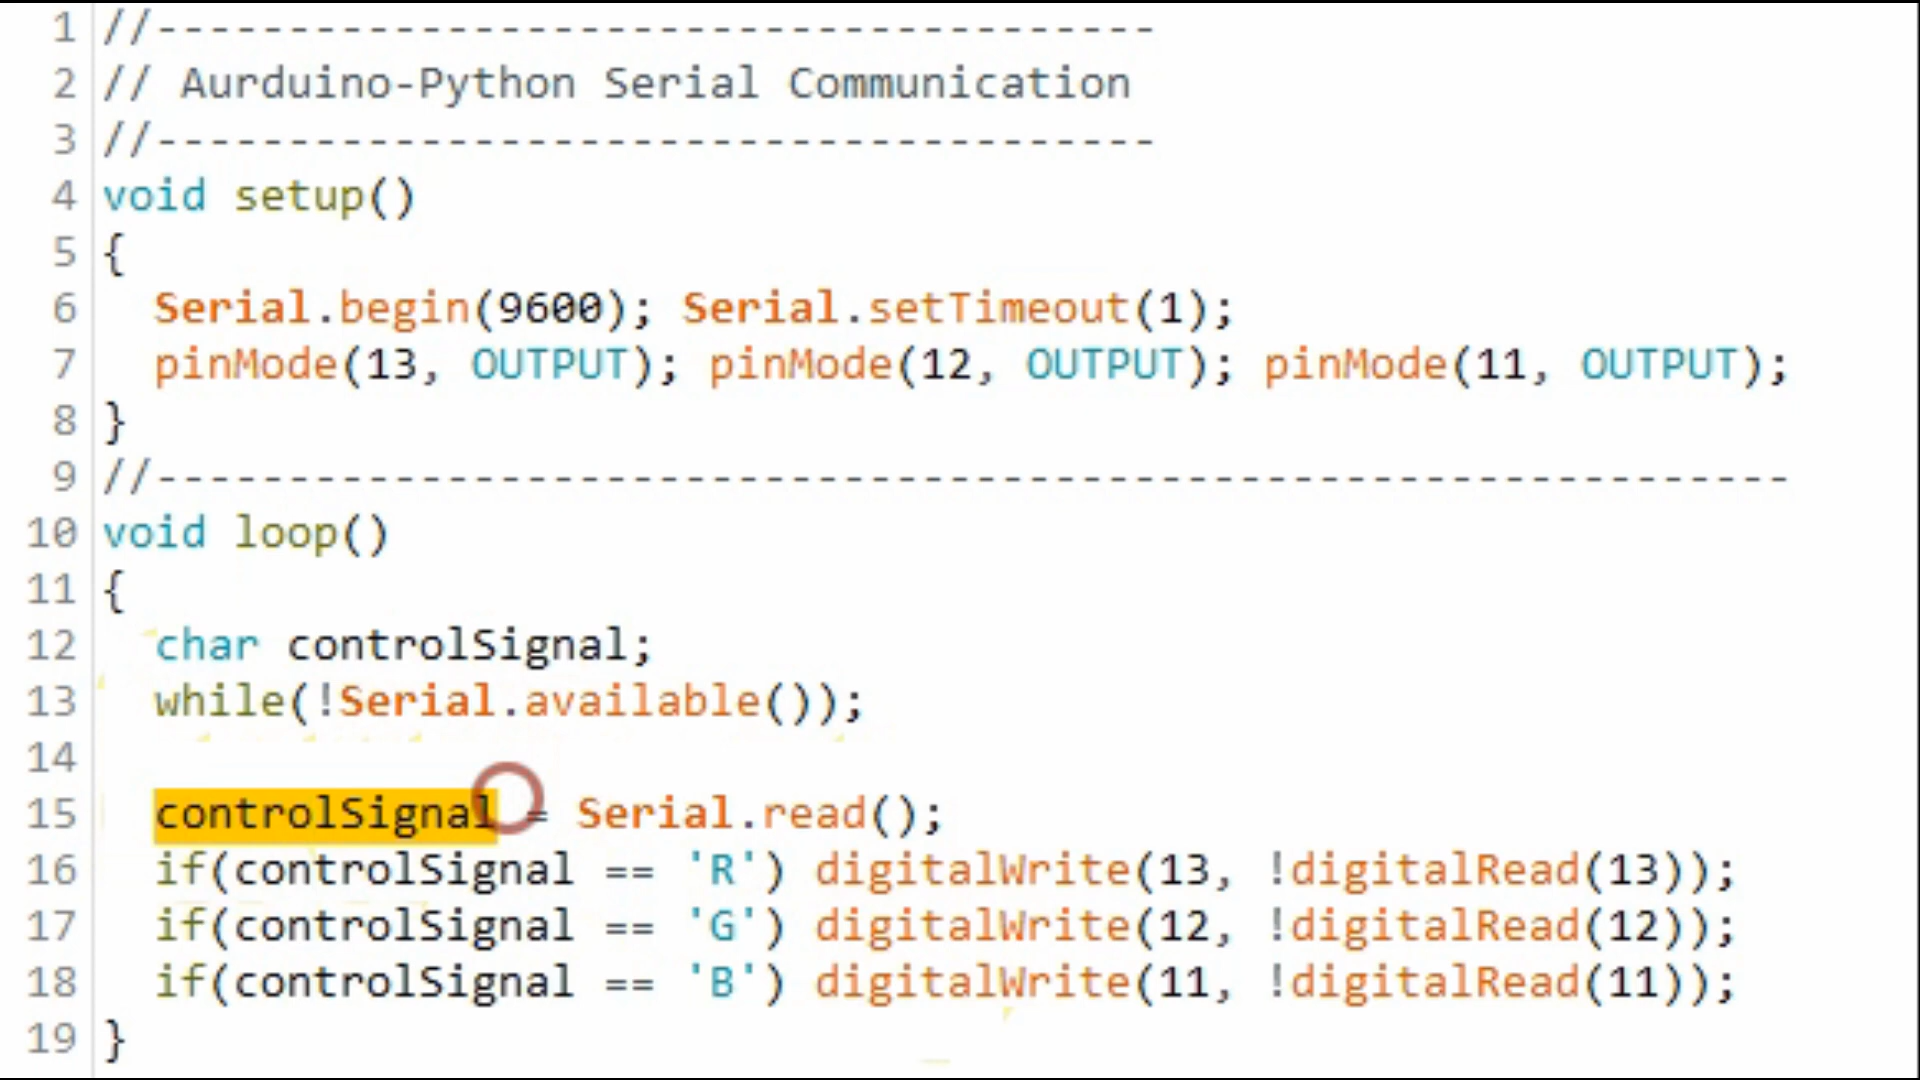 1 //--------------------------------------
2 // Aurduino-Python Serial Communication
3 //--------------------------------------
4 void setup()
5 {
6   Serial.begin(9600); Serial.setTimeout(1);
7   pinMode(13, OUTPUT); pinMode(12, OUTPUT); pinMode(11, OUTPUT);
8 }
9 //--------------------------------------------------------------
10 void loop()
11 {
12   char controlSignal;
13   while(!Serial.available());
14
15   controlSignal = Serial.read();
16   if(controlSignal == 'R') digitalWrite(13, !digitalRead(13));
17   if(controlSignal == 'G') digitalWrite(12, !digitalRead(12));
18   if(controlSignal == 'B') digitalWrite(11, !digitalRead(11));
19 }